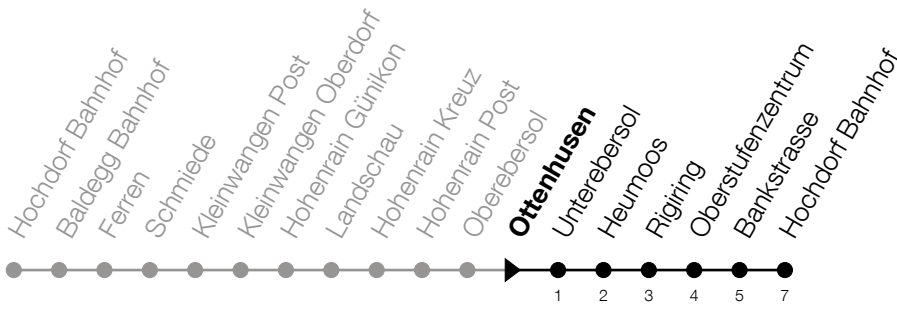 Hochdorf Bahnhof
Baldegg Bahnhof
Ferren
Schmiede
Kleinwangen Post
Kleinwangen Oberdorf
Hohenrain Günikon
Landschau
Hohenrain Kreuz
Hohenrain Post
Oberebersol
Ottenhusen
Unterebersol
Heumoos
Rigiring
Oberstufenzentrum
Bankstrasse
Hochdorf Bahnhof
1 2 3 4 5 7